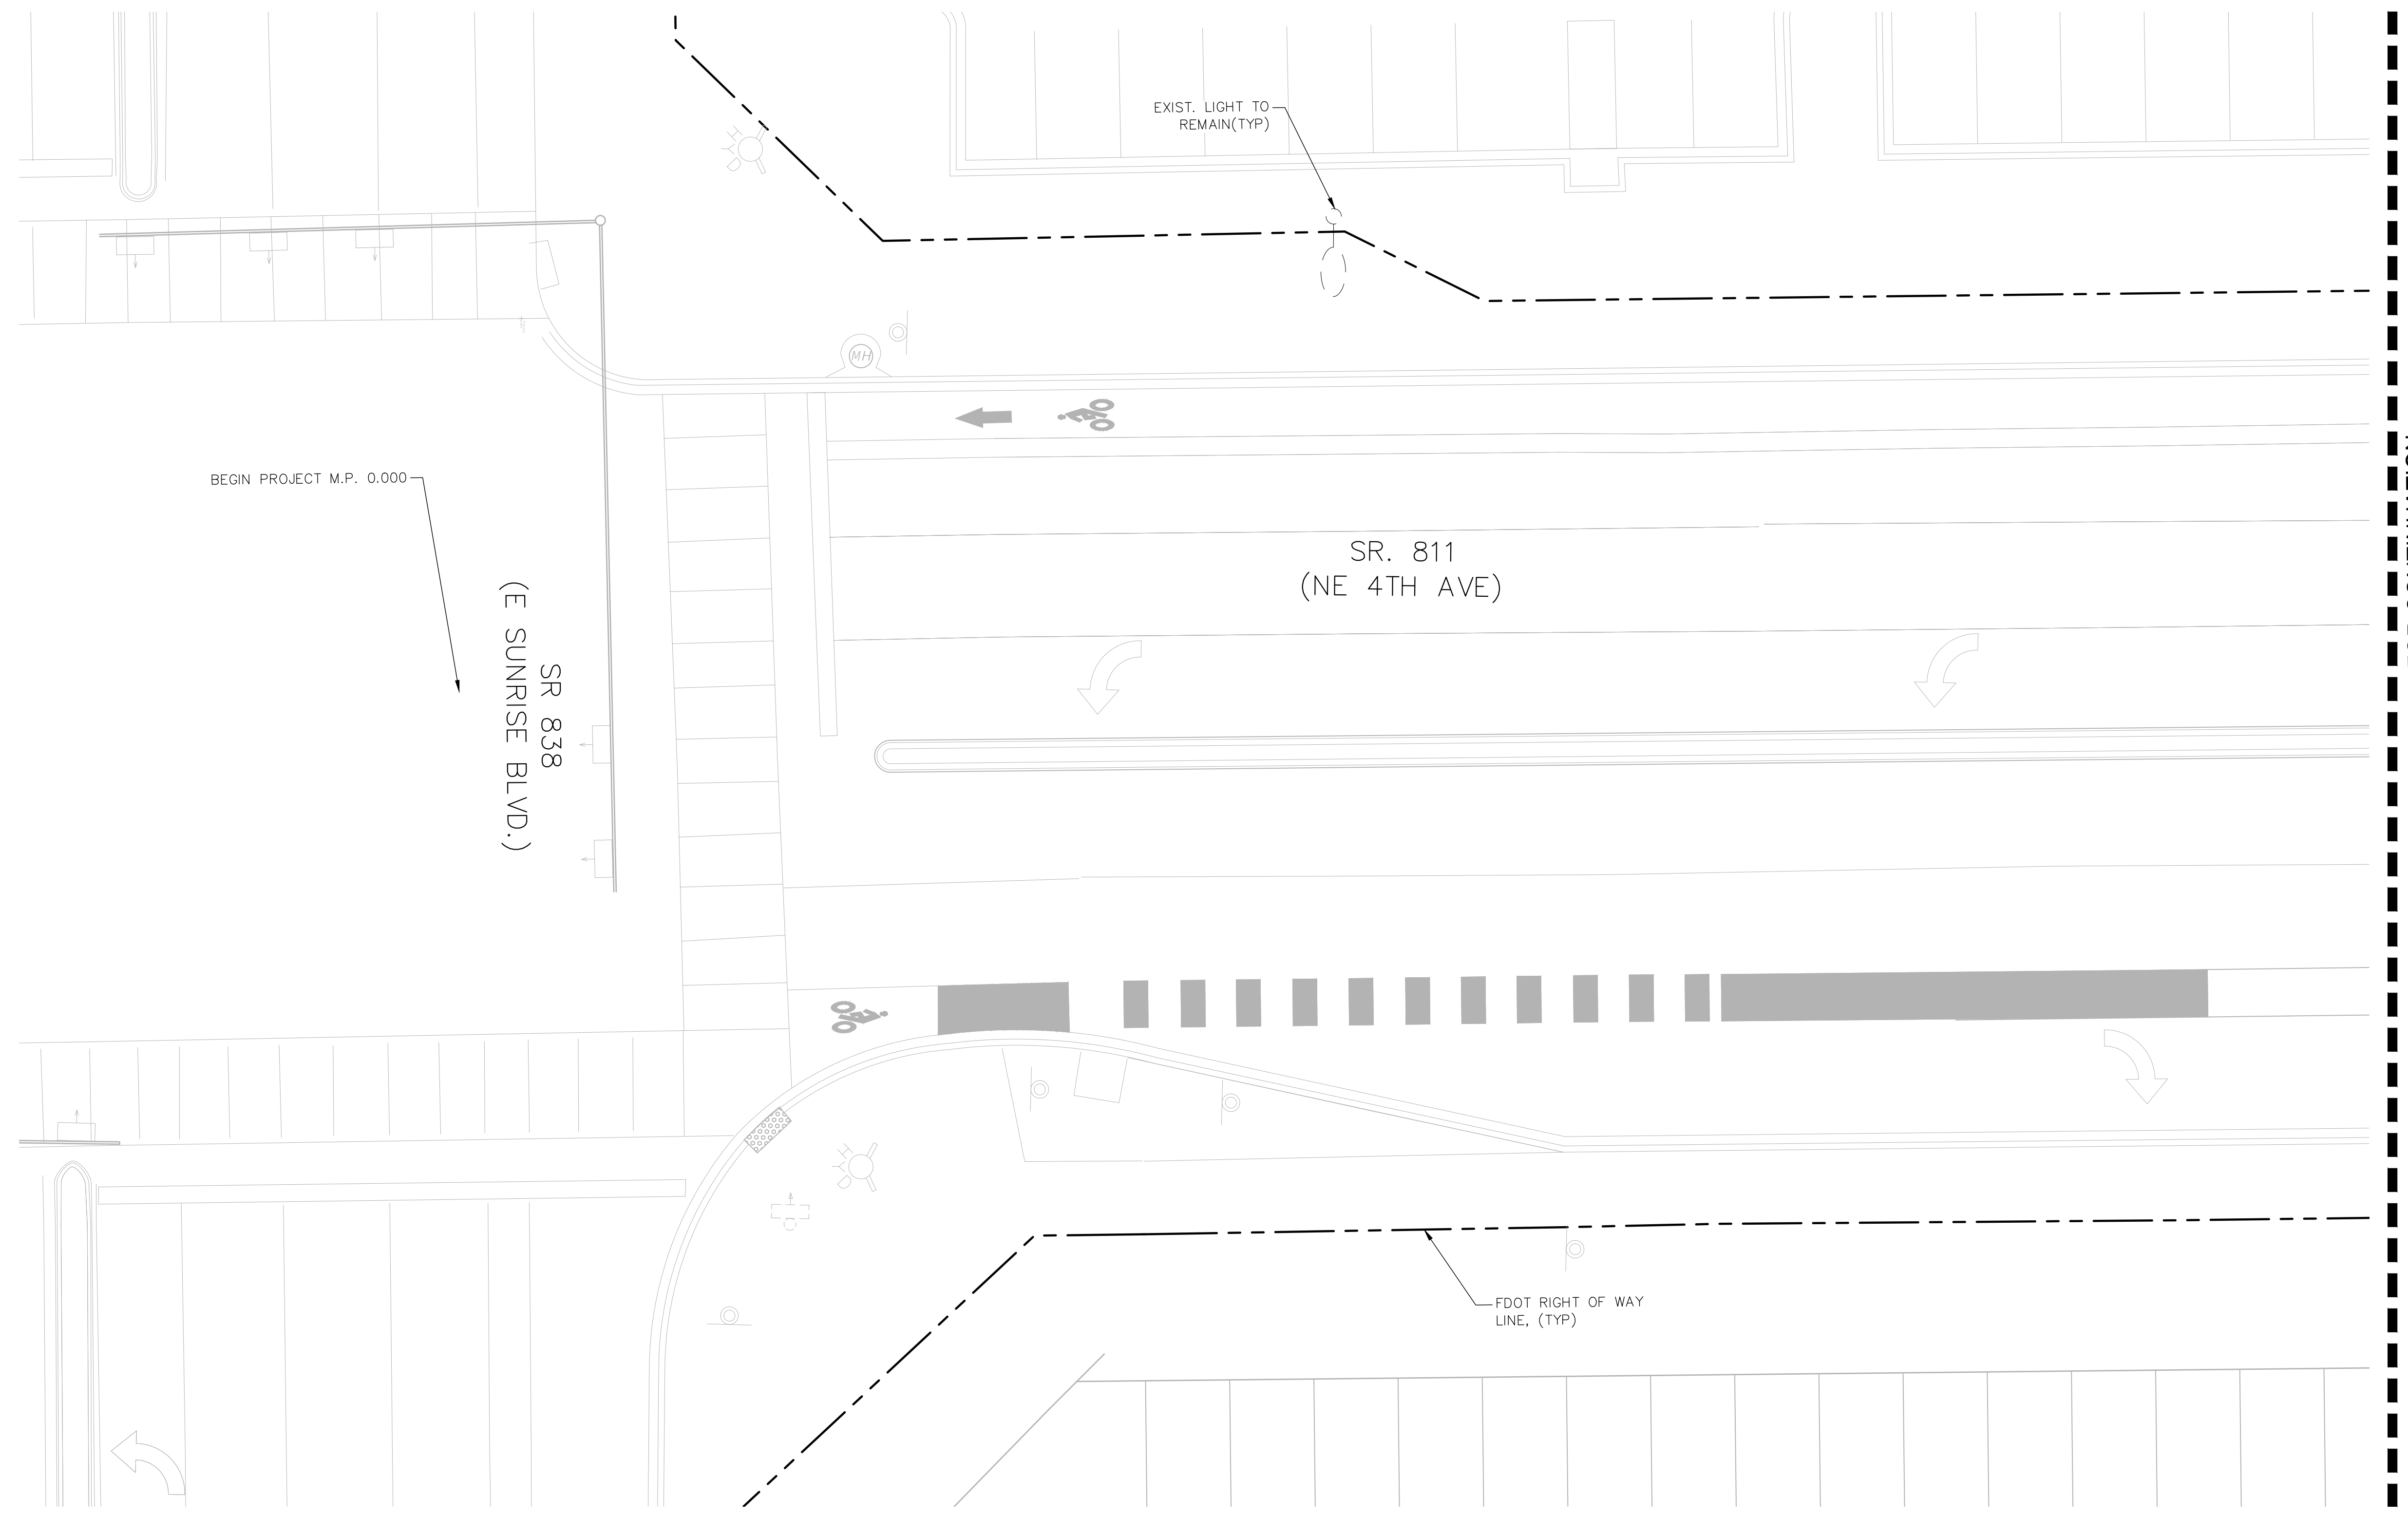 EXIST. LIGHT TO
REMAIN(TYP)
MH
BEGIN PROJECT M.P. 0.000
SR. 811
(NE 4TH AVE)
SR 838
(E SUNRISE BLVD.)
FDOT RIGHT OF WAY
LINE, (TYP)